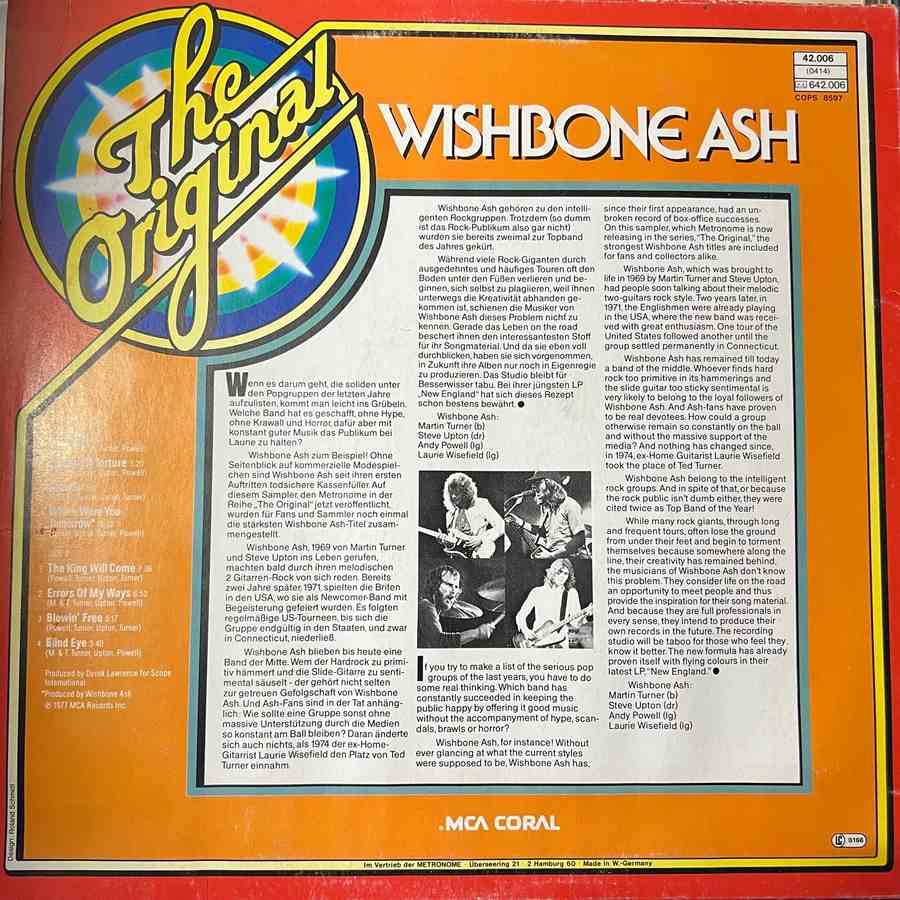 The
Original
WISHBONE ASH
42.006
(0414)
642.006
COPS 8597
Turner, Powell)
Torture 3:20
Upton, Powell)
Turner)
Where Were You
Tomorrow*
Upton, Powell)
1 The King Will Come 7:06
(Powell, Turner, Upton, Turner)
2 Errors Of My Ways 6:50
(M. & T. Turner, Upton, Powell)
3 Blowin' Free 5:17
(Powell, Turner, Upton, Turner)
4 Blind Eye 3:40
(M. & T. Turner, Upton, Powell)
Produced by Derek Lawrence for Scope
International
*Produced by Wishbone Ash
℗ 1977 MCA Records Inc.
Wenn es darum geht, die soliden unter
den Popgruppen der letzten Jahre
aufzulisten, kommt man leicht ins Grübeln.
Welche Band hat es geschafft, ohne Hype,
ohne Krawall und Horror, dafür aber mit
konstant guter Musik das Publikum bei
Laune zu halten?
Wishbone Ash zum Beispiel! Ohne
Seitenblick auf kommerzielle Modespiel-
chen sind Wishbone Ash seit ihren ersten
Auftritten todsichere Kassenfüller. Auf
diesem Sampler, den Metronome in der
Reihe „The Original" jetzt veröffentlicht,
wurden für Fans und Sammler noch einmal
die stärksten Wishbone Ash-Titel zusam-
mengestellt.
Wishbone Ash, 1969 von Martin Turner
und Steve Upton ins Leben gerufen,
machten bald durch ihren melodischen
2 Gitarren-Rock von sich reden. Bereits
zwei Jahre später, 1971, spielten die Briten
in den USA, wo sie als Newcomer-Band mit
Begeisterung gefeiert wurden. Es folgten
regelmäßige US-Tourneen, bis sich die
Gruppe endgültig in den Staaten, und zwar
in Connecticut, niederließ.
Wishbone Ash blieben bis heute eine
Band der Mitte. Wem der Hardrock zu primi-
tiv hämmert und die Slide-Gitarre zu senti-
mental säuselt - der gehört nicht selten
zur getreuen Gefolgschaft von Wishbone
Ash. Und Ash-Fans sind in der Tat anhäng-
lich: Wie sollte eine Gruppe sonst ohne
massive Unterstützung durch die Medien
so konstant am Ball bleiben? Daran änderte
sich auch nichts, als 1974 der ex-Home-
Gitarrist Laurie Wisefield den Platz von Ted
Turner einnahm.
Wishbone Ash gehören zu den intelli-
genten Rockgruppen. Trotzdem (so dumm
ist das Rock-Publikum also gar nicht)
wurden sie bereits zweimal zur Topband
des Jahres gekürt.
Während viele Rock-Giganten durch
ausgedehntes und häufiges Touren oft den
Boden unter den Füßen verlieren und be-
ginnen, sich selbst zu plagiieren, weil ihnen
unterwegs die Kreativität abhanden ge-
kommen ist, schienen die Musiker von
Wishbone Ash dieses Problem nicht zu
kennen. Gerade das Leben on the road
beschert ihnen den interessantesten Stoff
für ihr Songmaterial. Und da sie eben voll
durchblicken, haben sie sich vorgenommen,
in Zukunft ihre Alben nur noch in Eigenregie
zu produzieren. Das Studio bleibt für
Besserwisser tabu. Bei ihrer jüngsten LP
„New England" hat sich dieses Rezept
schon bestens bewährt. ●
Wishbone Ash:
Martin Turner (b)
Steve Upton (dr)
Andy Powell (lg)
Laurie Wisefield (lg)
If you try to make a list of the serious pop
groups of the last years, you have to do
some real thinking. Which band has
constantly succeeded in keeping the
public happy by offering it good music
without the accompaniment of hype, scan-
dals, brawls or horror?
Wishbone Ash, for instance! Without
ever glancing at what the current styles
were supposed to be, Wishbone Ash has,
since their first appearance, had an un-
broken record of box-office successes.
On this sampler, which Metronome is now
releasing in the series, "The Original," the
strongest Wishbone Ash titles are included
for fans and collectors alike.
Wishbone Ash, which was brought to
life in 1969 by Martin Turner and Steve Upton,
had people soon talking about their melodic
two-guitars rock style. Two years later, in
1971, the Englishmen were already playing
in the USA, where the new band was recei-
ved with great enthusiasm. One tour of the
United States followed another until the
group settled permanently in Connecticut.
Wishbone Ash has remained till today
a band of the middle. Whoever finds hard
rock too primitive in its hammerings and
the slide guitar too sticky sentimental is
very likely to belong to the loyal followers of
Wishbone Ash. And Ash-fans have proven
to be real devotees. How could a group
otherwise remain so constantly on the ball
and without the massive support of the
media? And nothing has changed since,
in 1974, ex-Home Guitarist Laurie Wisefield
took the place of Ted Turner.
Wishbone Ash belong to the intelligent
rock groups. And in spite of that, or because
the rock public isn't dumb either, they were
cited twice as Top Band of the Year!
While many rock giants, through long
and frequent tours, often lose the ground
from under their feet and begin to torment
themselves because somewhere along the
line, their creativity has remained behind,
the musicians of Wishbone Ash don't know
this problem. They consider life on the road
an opportunity to meet people and thus
provide the inspiration for their song material.
And because they are full professionals in
every sense, they intend to produce their
own records in the future. The recording
studio will be taboo for those who feel they
know it better. The new formula has already
proven itself with flying colours in their
latest LP, "New England." ●
Wishbone Ash:
Martin Turner (b)
Steve Upton (dr)
Andy Powell (lg)
Laurie Wisefield (lg)
MCA CORAL
LC 0166
Design: Roland Schmidt
Im Vertrieb der METRONOME · Überseering 21 · 2 Hamburg 60 · Made in W.-Germany